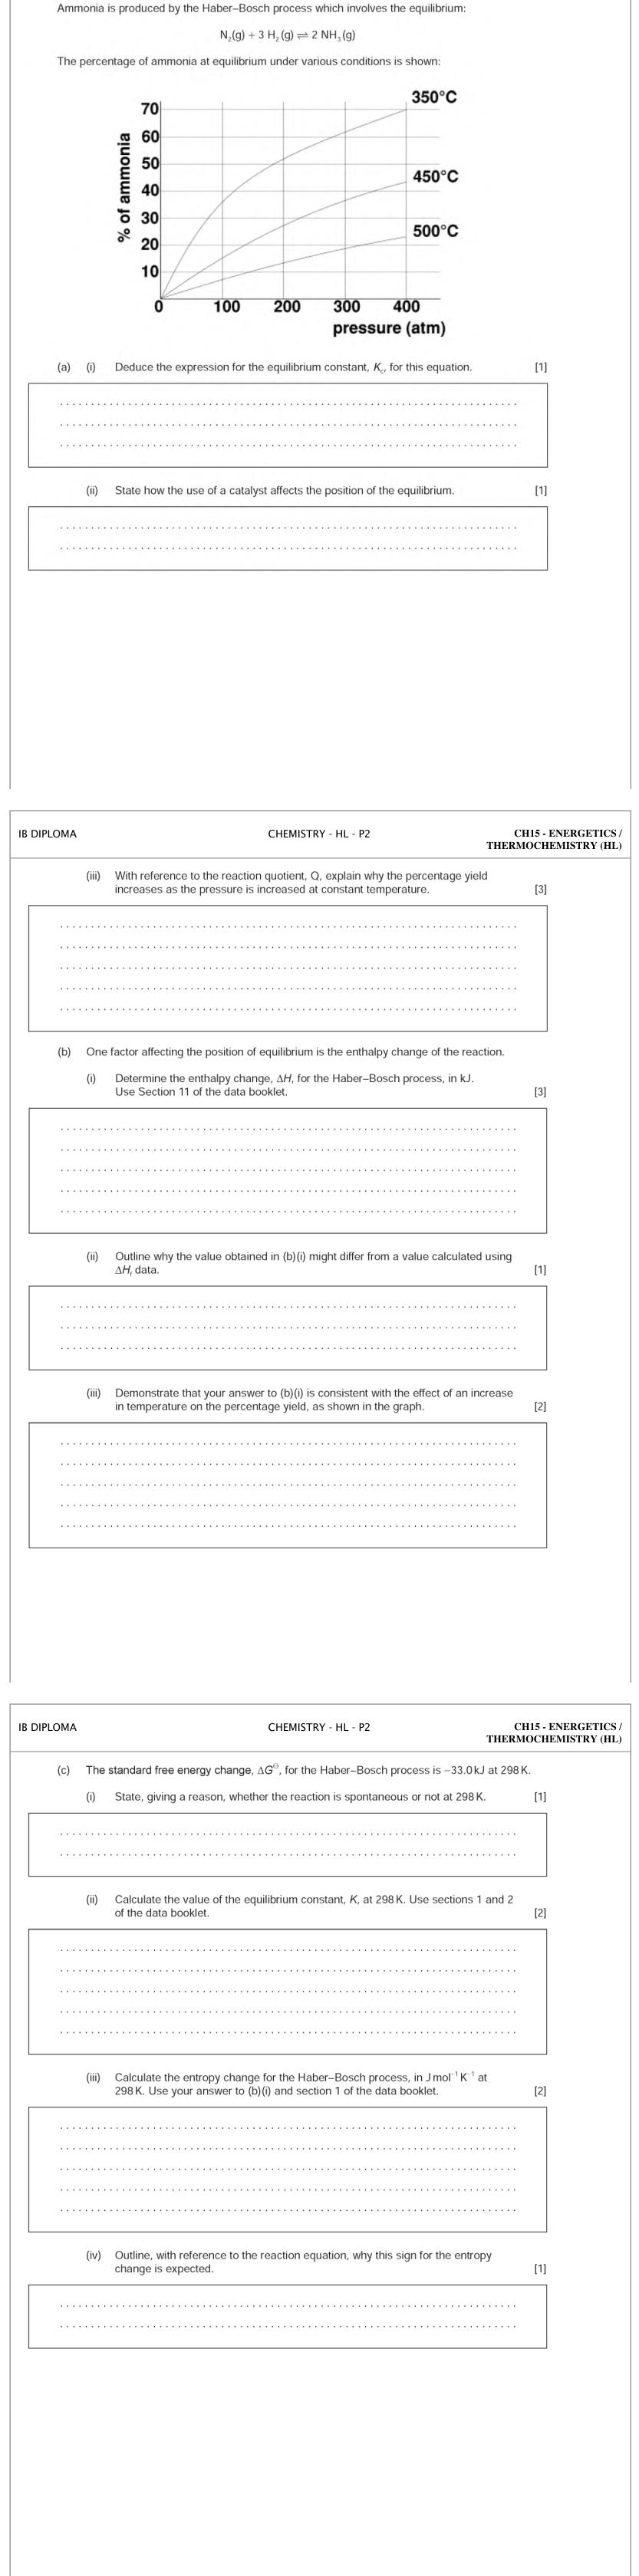 Ammonia is produced by the Haber–Bosch process which involves the equilibrium:
N₂(g) + 3 H₂(g) ⇌ 2 NH₃(g)
The percentage of ammonia at equilibrium under various conditions is shown:
350°C
450°C
500°C
% of ammonia
70
60
50
40
30
20
10
0 100 200 300 400
pressure (atm)
(a) (i) Deduce the expression for the equilibrium constant, Kc, for this equation. [1]
(ii) State how the use of a catalyst affects the position of the equilibrium. [1]
IB DIPLOMA CHEMISTRY - HL - P2 CH15 - ENERGETICS /
THERMOCHEMISTRY (HL)
(iii) With reference to the reaction quotient, Q, explain why the percentage yield
increases as the pressure is increased at constant temperature. [3]
(b) One factor affecting the position of equilibrium is the enthalpy change of the reaction.
(i) Determine the enthalpy change, ΔH, for the Haber–Bosch process, in kJ.
Use Section 11 of the data booklet. [3]
(ii) Outline why the value obtained in (b)(i) might differ from a value calculated using
ΔHf data. [1]
(iii) Demonstrate that your answer to (b)(i) is consistent with the effect of an increase
in temperature on the percentage yield, as shown in the graph. [2]
IB DIPLOMA CHEMISTRY - HL - P2 CH15 - ENERGETICS /
THERMOCHEMISTRY (HL)
(c) The standard free energy change, ΔG⊖, for the Haber–Bosch process is –33.0 kJ at 298 K.
(i) State, giving a reason, whether the reaction is spontaneous or not at 298 K. [1]
(ii) Calculate the value of the equilibrium constant, K, at 298 K. Use sections 1 and 2
of the data booklet. [2]
(iii) Calculate the entropy change for the Haber–Bosch process, in J mol⁻¹ K⁻¹ at
298 K. Use your answer to (b)(i) and section 1 of the data booklet. [2]
(iv) Outline, with reference to the reaction equation, why this sign for the entropy
change is expected. [1]